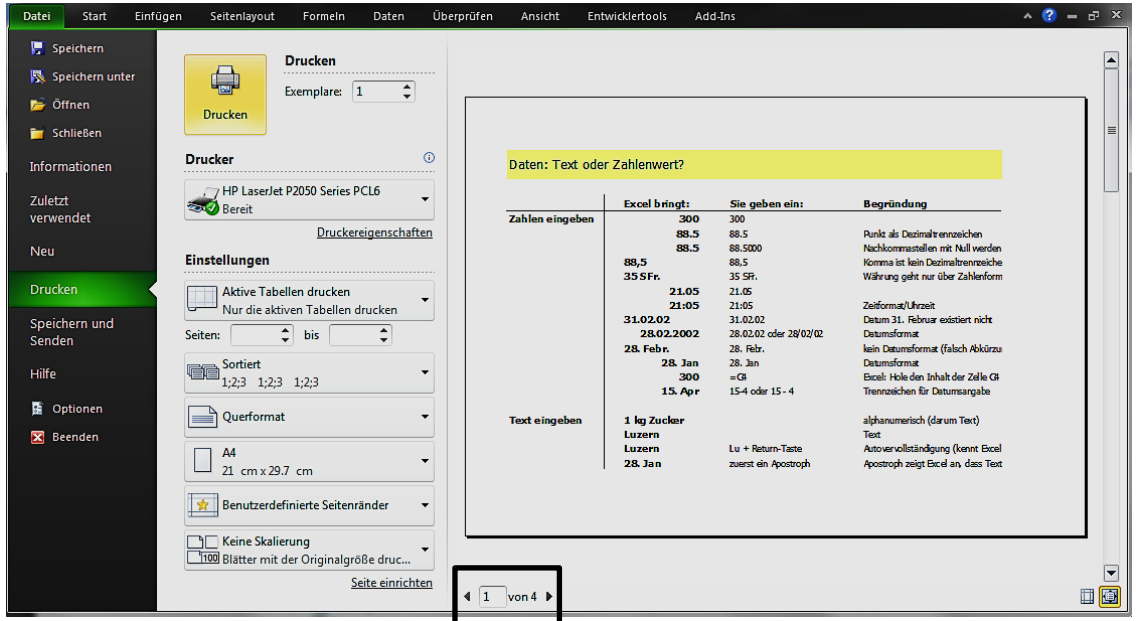 Datei Start Einfügen Seitenlayout Formeln Daten Überprüfen Ansicht Entwicklertools Add-Ins
Speichern
Speichern unter
Öffnen
Schließen
Informationen
Zuletzt
verwendet
Neu
Drucken
Speichern und
Senden
Hilfe
Optionen
Beenden
Drucken
Drucken
Exemplare: 1
Drucker
HP LaserJet P2050 Series PCL6
Bereit
Druckereigenschaften
Einstellungen
Aktive Tabellen drucken
Nur die aktiven Tabellen drucken
Seiten: bis
Sortiert
1;2;3 1;2;3 1;2;3
Querformat
A4
21 cm x 29.7 cm
Benutzerdefinierte Seitenränder
Keine Skalierung
100 Blätter mit der Originalgröße druc...
Seite einrichten
Daten: Text oder Zahlenwert?
Excel bringt: Sie geben ein: Begründung
Zahlen eingeben 300 300
88.5 88.5 Punkt als Dezimaltrennzeichen
88.5 88.5000 Nachkommastellen mit Null werden
88,5 88,5 Komma ist kein Dezimaltrennzeiche
35 SFr. 35 SFr. Währung geht nur über Zahlenform
21.05 21.05
21:05 21:05 Zeitformat/Uhrzeit
31.02.02 31.02.02 Datum 31. Februar existiert nicht
28.02.2002 28.02.02 oder 28/02/02 Datumsformat
28. Febr. 28. Febr. kein Datumsformat (falsch Abkürzu
28. Jan 28. Jan Datumsformat
300 =G4 Excel: Hole den Inhalt der Zelle G4
15. Apr 15-4 oder 15 - 4 Trennzeichen für Datumsangabe
Text eingeben 1 kg Zucker alphanumerisch (darum Text)
Luzern Text
Luzern Lu + Return-Taste Autovervollständigung (kennt Excel
28. Jan zuerst ein Apostroph Apostroph zeigt Excel an, dass Text
1 von 4